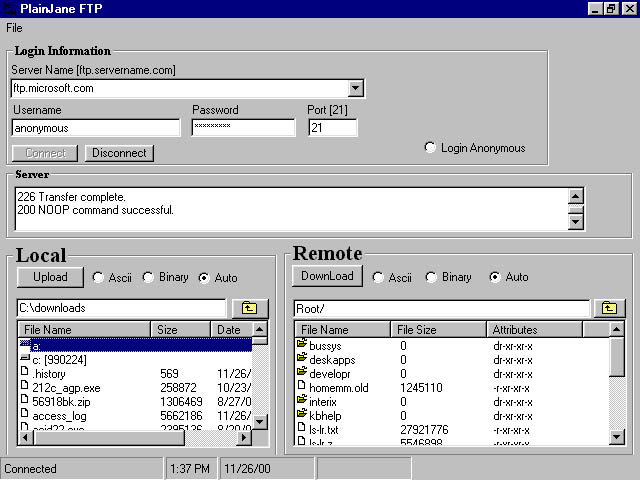 PlainJane FTP
File
Login Information
Server Name [ftp.servername.com]
ftp.microsoft.com
Username Password Port [21]
anonymous xxxxxxxxx 21
Connect Disconnect Login Anonymous
Server
226 Transfer complete.
200 NOOP command successful.
Local
Upload Ascii Binary Auto
C:\downloads
File Name Size Date
a:
c: [990224]
.history 569 11/26/
212c_agp.exe 258872 10/23/
56918bk.zip 1306469 8/27/0
access_log 5662186 11/26/
Remote
DownLoad Ascii Binary Auto
Root/
File Name File Size Attributes
bussys 0 dr-xr-xr-x
deskapps 0 dr-xr-xr-x
developr 0 dr-xr-xr-x
homemm.old 1245110 -r-xr-xr-x
interix 0 dr-xr-xr-x
kbhelp 0 dr-xr-xr-x
ls-lr.txt 27921776 -r-xr-xr-x
ls-lr.z 5546898 -r-xr-xr-x
Connected 1:37 PM 11/26/00